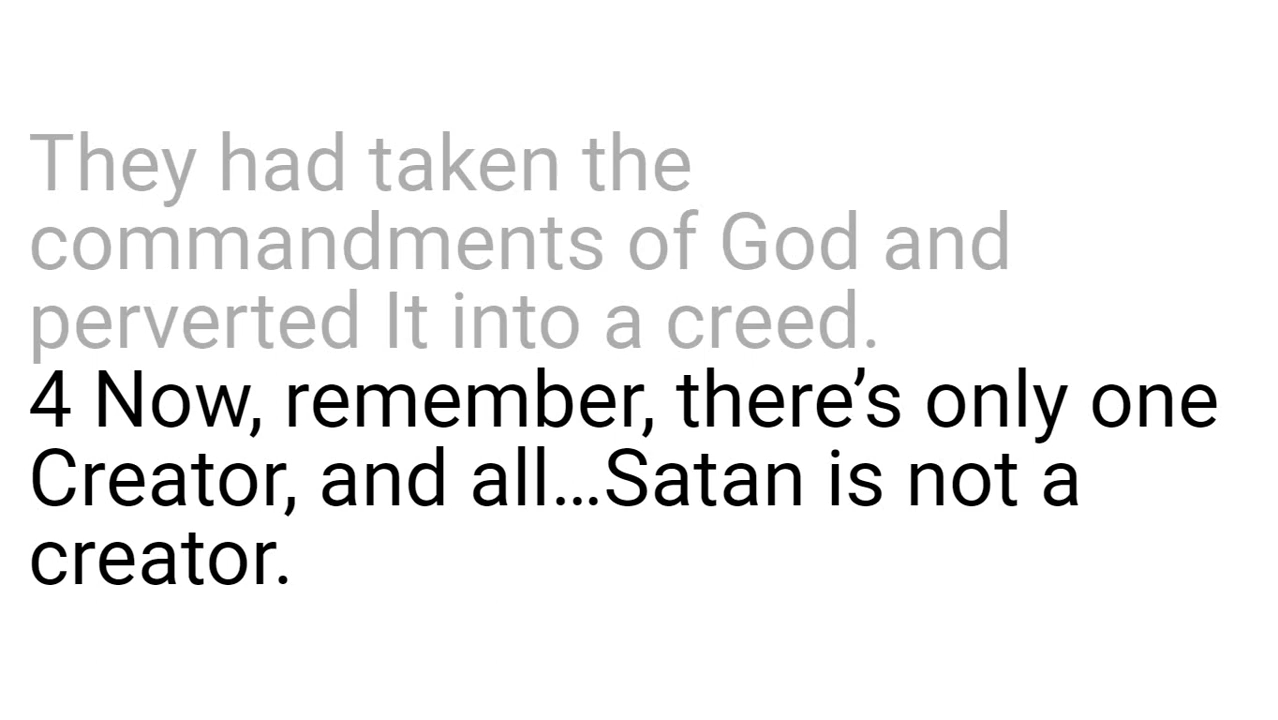 They had taken the
commandments of God and
perverted It into a creed.
4 Now, remember, there’s only one
Creator, and all…Satan is not a
creator.